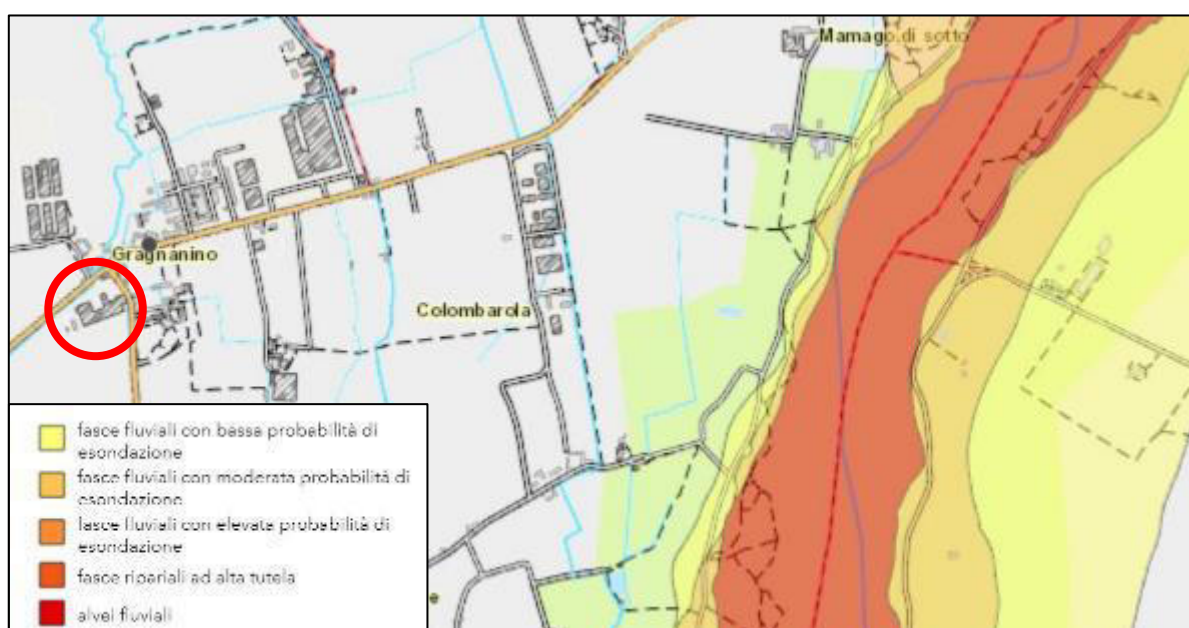 Mamago di sotto
Gragnanino
Colombarola
e
fasce fluviali con bassa probabilità di
esondazione
fasce fluviali con moderata probabilità di
esondazione
fasce fluviali con elevata probabilità di
esondazione
fasce ripariali ad alta tutela
alvei fluviali